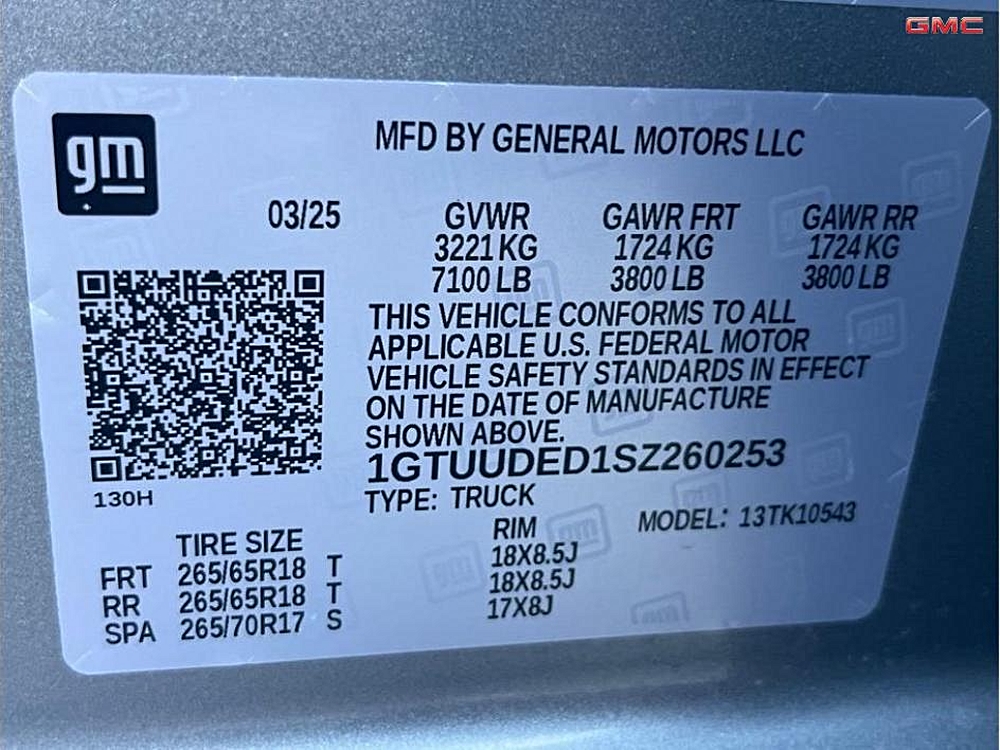 GMC
gm
MFD BY GENERAL MOTORS LLC
03/25 GVWR GAWR FRT GAWR RR
3221 KG 1724 KG 1724 KG
7100 LB 3800 LB 3800 LB
THIS VEHICLE CONFORMS TO ALL
APPLICABLE U.S. FEDERAL MOTOR
VEHICLE SAFETY STANDARDS IN EFFECT
ON THE DATE OF MANUFACTURE
SHOWN ABOVE.
1GTUUDED1SZ260253
130H
TYPE: TRUCK
MODEL: 13TK10543
TIRE SIZE RIM
FRT 265/65R18 T 18X8.5J
RR 265/65R18 T 18X8.5J
SPA 265/70R17 S 17X8J